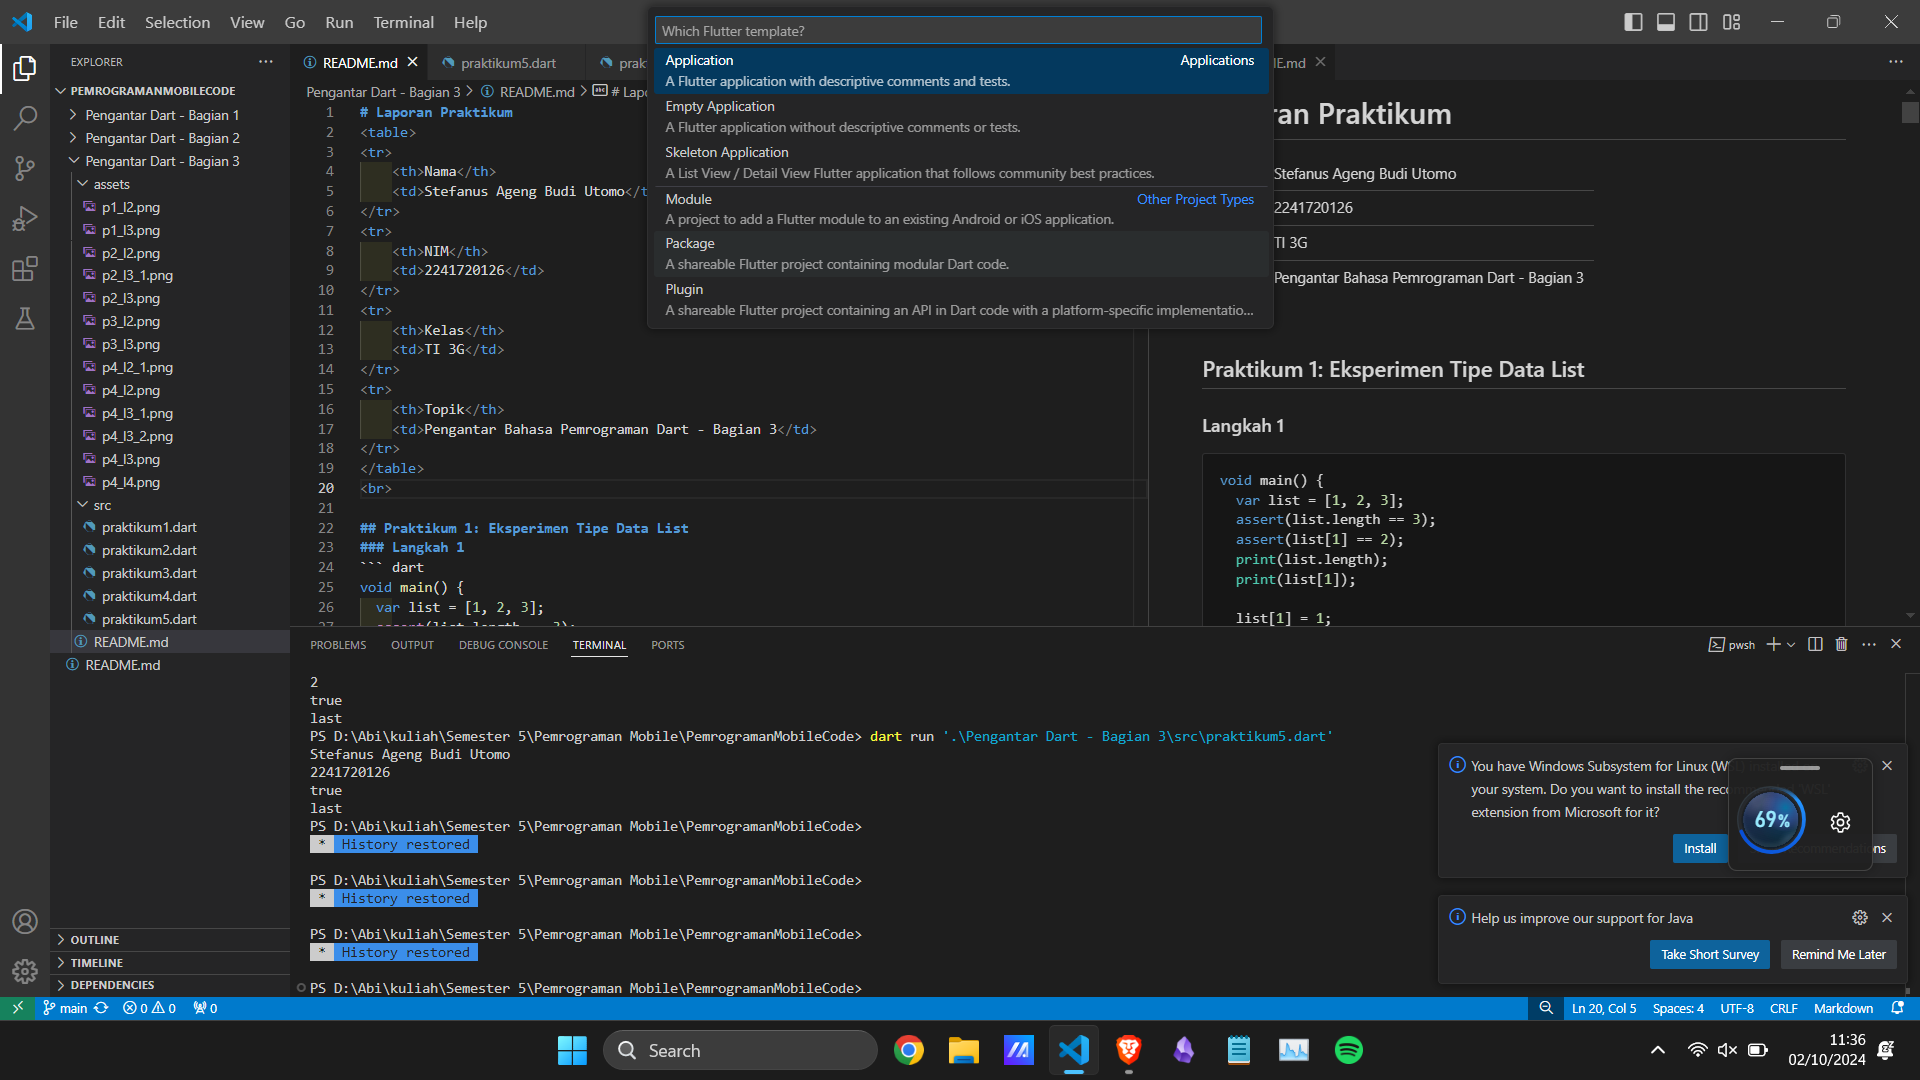 File Edit Selection View Go Run Terminal Help
Which Flutter template?
Application Applications
A Flutter application with descriptive comments and tests.
Empty Application
A Flutter application without descriptive comments or tests.
Skeleton Application
A List View / Detail View Flutter application that follows community best practices.
Module Other Project Types
A project to add a Flutter module to an existing Android or iOS application.
Package
A shareable Flutter project containing modular Dart code.
Plugin
A shareable Flutter project containing an API in Dart code with a platform-specific implementatio...
EXPLORER
PEMROGRAMANMOBILECODE
Pengantar Dart - Bagian 1
Pengantar Dart - Bagian 2
Pengantar Dart - Bagian 3
assets
p1_l2.png
p1_l3.png
p2_l2.png
p2_l3_1.png
p2_l3.png
p3_l2.png
p3_l3.png
p4_l2_1.png
p4_l2.png
p4_l3_1.png
p4_l3_2.png
p4_l3.png
p4_l4.png
src
praktikum1.dart
praktikum2.dart
praktikum3.dart
praktikum4.dart
praktikum5.dart
README.md
README.md
OUTLINE
TIMELINE
DEPENDENCIES
README.md praktikum5.dart
Pengantar Dart - Bagian 3 > README.md > # Lapo
1 # Laporan Praktikum
2 <table>
3 <tr>
4 <th>Nama</th>
5 <td>Stefanus Ageng Budi Utomo</t
6 </tr>
7 <tr>
8 <th>NIM</th>
9 <td>2241720126</td>
10 </tr>
11 <tr>
12 <th>Kelas</th>
13 <td>TI 3G</td>
14 </tr>
15 <tr>
16 <th>Topik</th>
17 <td>Pengantar Bahasa Pemrograman Dart - Bagian 3</td>
18 </tr>
19 </table>
20 <br>
21
22 ## Praktikum 1: Eksperimen Tipe Data List
23 ### Langkah 1
24 ``` dart
25 void main() {
26 var list = [1, 2, 3];
27 assert(list.length == 3);
ran Praktikum
Stefanus Ageng Budi Utomo
2241720126
TI 3G
Pengantar Bahasa Pemrograman Dart - Bagian 3
Praktikum 1: Eksperimen Tipe Data List
Langkah 1
void main() {
var list = [1, 2, 3];
assert(list.length == 3);
assert(list[1] == 2);
print(list.length);
print(list[1]);
list[1] = 1;
PROBLEMS OUTPUT DEBUG CONSOLE TERMINAL PORTS
pwsh
2
true
last
PS D:\Abi\kuliah\Semester 5\Pemrograman Mobile\PemrogramanMobileCode> dart run '.\Pengantar Dart - Bagian 3\src\praktikum5.dart'
Stefanus Ageng Budi Utomo
2241720126
true
last
PS D:\Abi\kuliah\Semester 5\Pemrograman Mobile\PemrogramanMobileCode>
* History restored
PS D:\Abi\kuliah\Semester 5\Pemrograman Mobile\PemrogramanMobileCode>
* History restored
PS D:\Abi\kuliah\Semester 5\Pemrograman Mobile\PemrogramanMobileCode>
* History restored
PS D:\Abi\kuliah\Semester 5\Pemrograman Mobile\PemrogramanMobileCode>
You have Windows Subsystem for Linux (W
your system. Do you want to install the
extension from Microsoft for it?
Install
69%
Help us improve our support for Java
Take Short Survey Remind Me Later
main 0 0 0
Ln 20, Col 5 Spaces: 4 UTF-8 CRLF Markdown
Search
11:36
02/10/2024